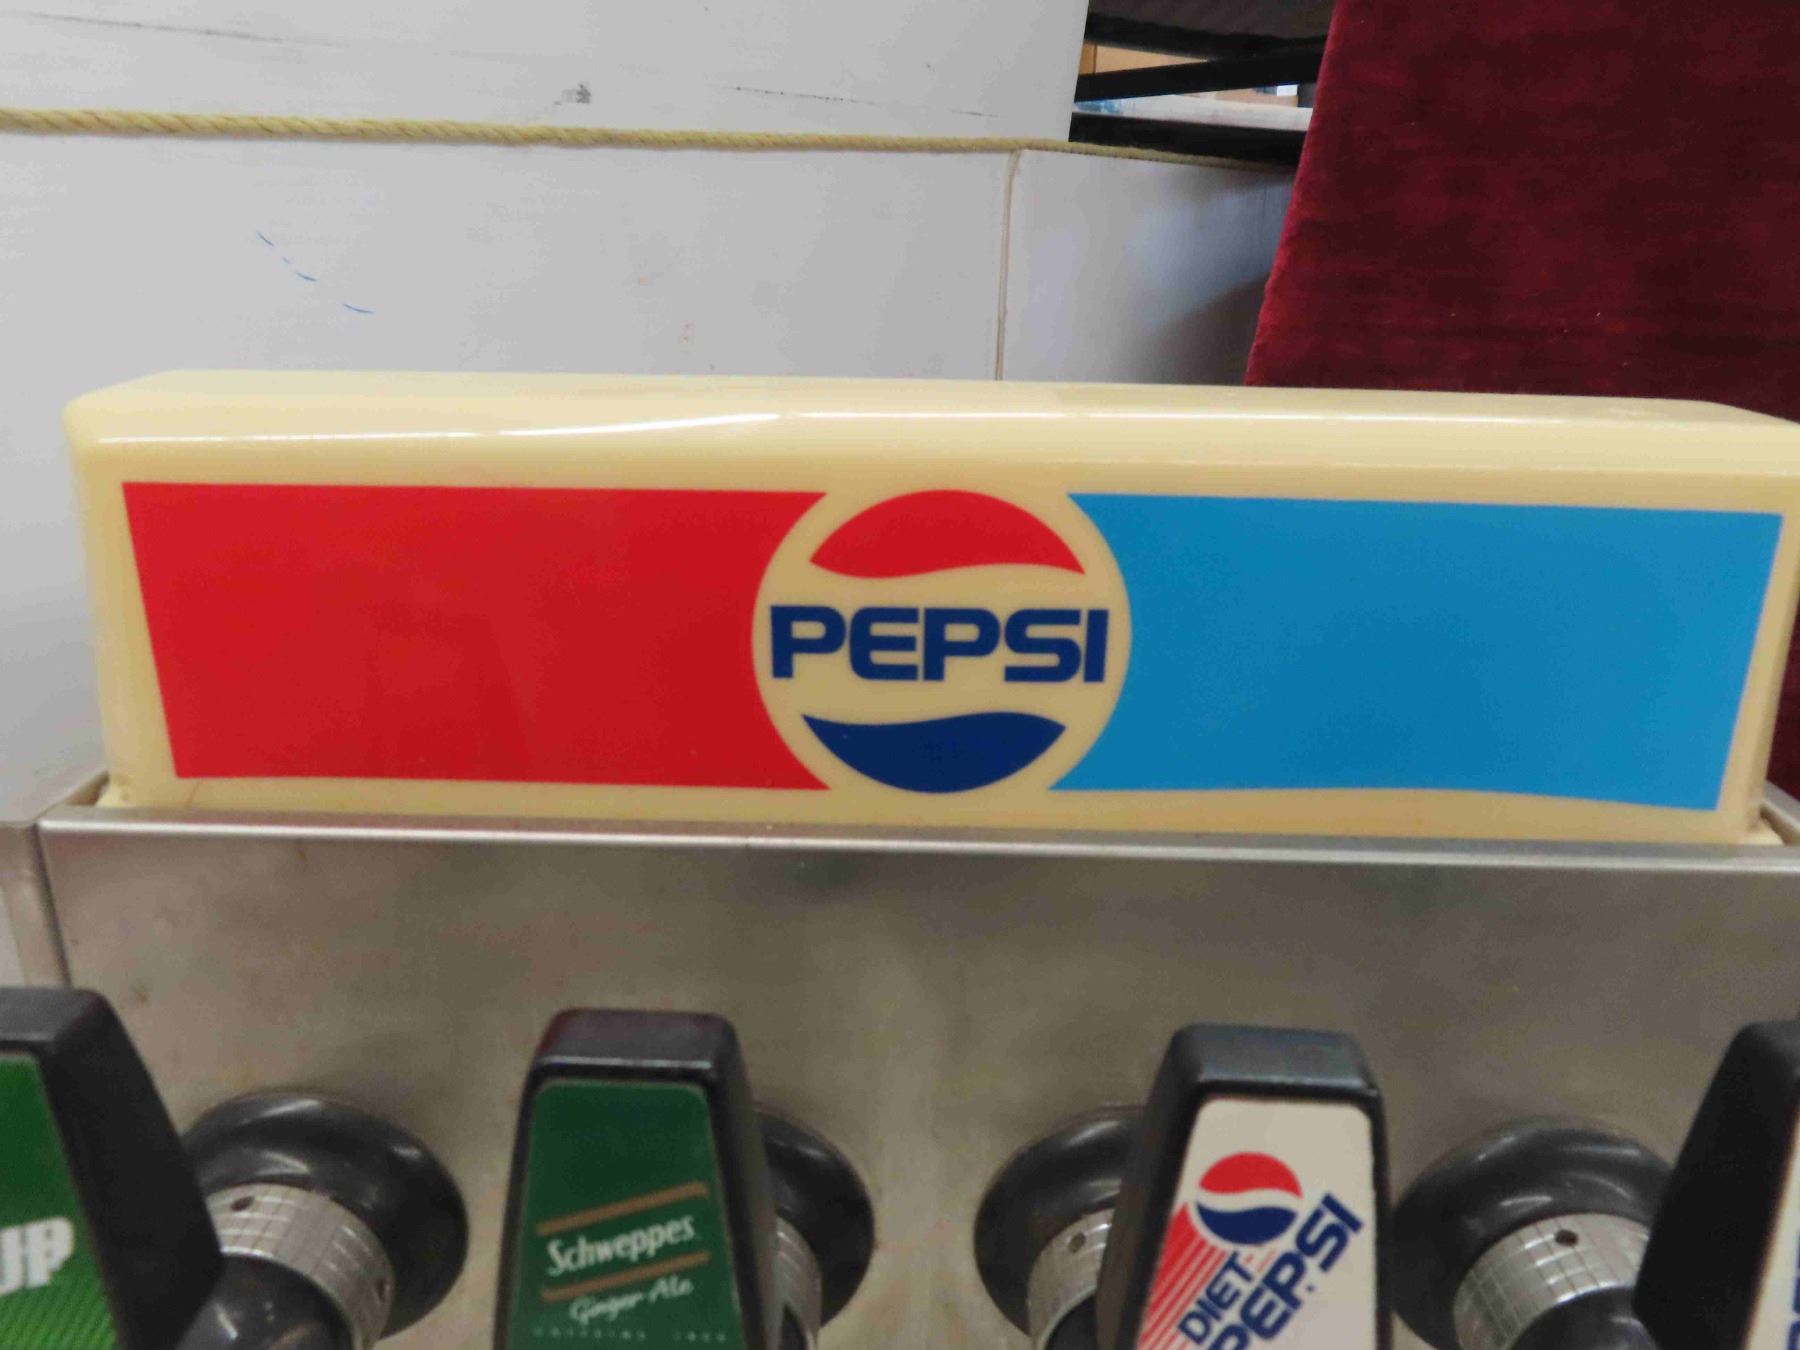 PEPSI
UP
Schweppes
Ginger Ale
DIET
PEPSI